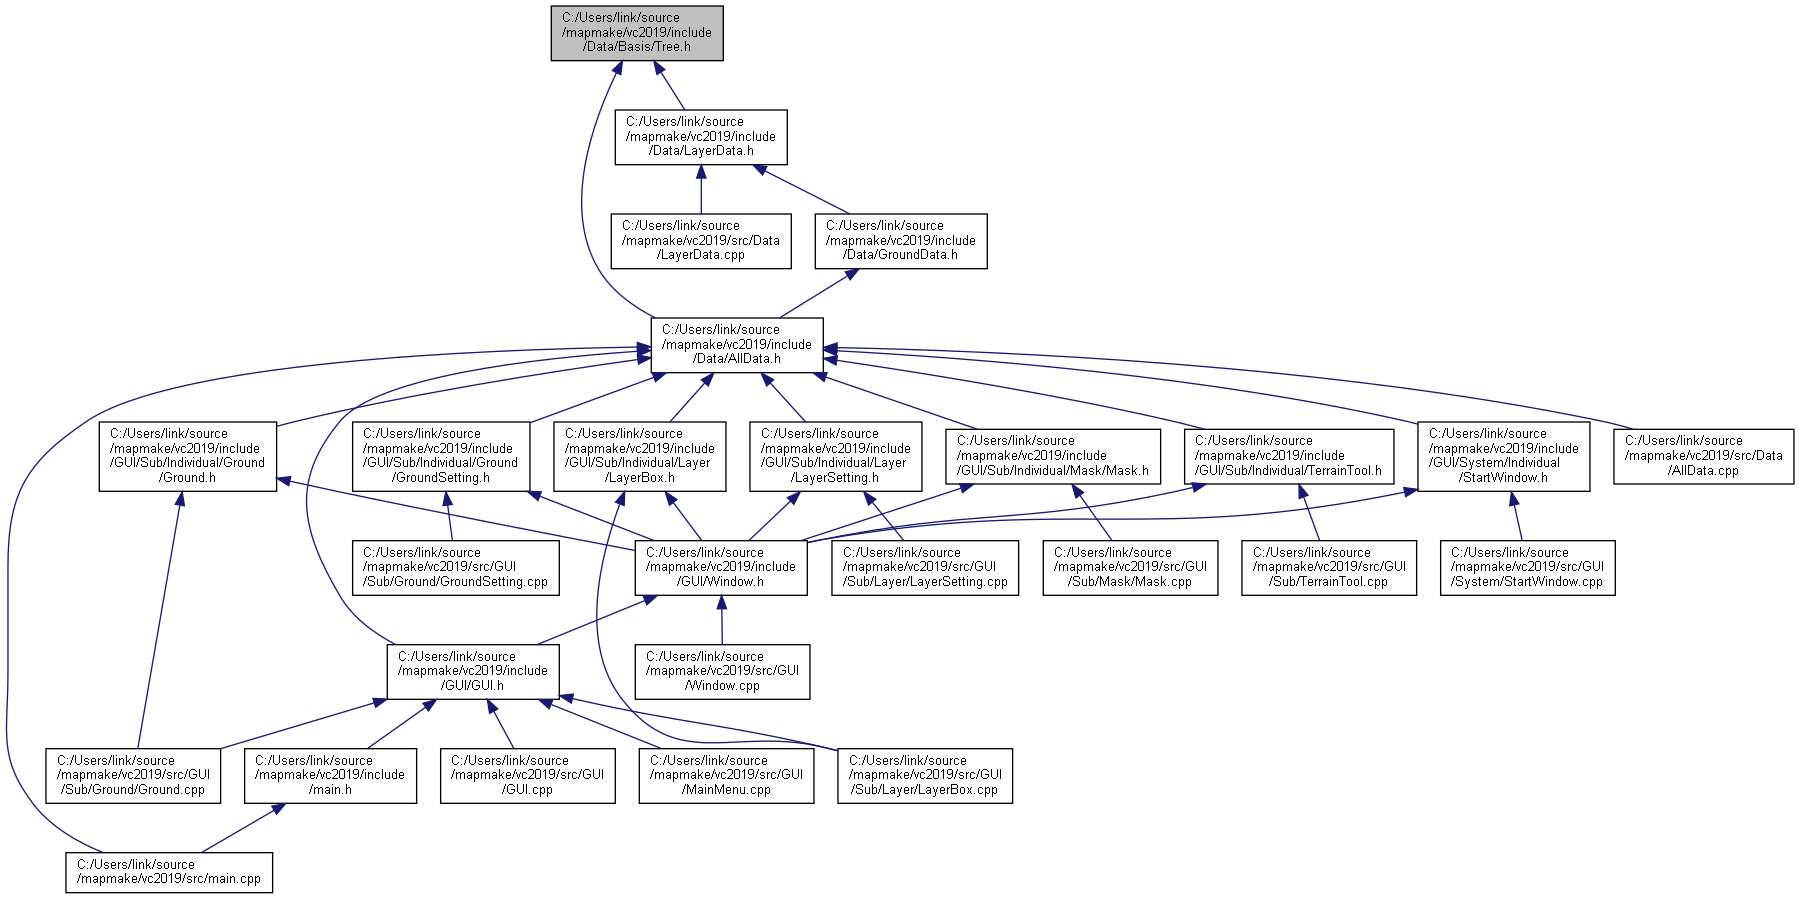 C:/Users/link/source
/mapmake/vc2019/include
/Data/Basis/Tree.h
C:/Users/link/source
/mapmake/vc2019/include
/Data/LayerData.h
C:/Users/link/source
/mapmake/vc2019/src/Data
/LayerData.cpp
C:/Users/link/source
/mapmake/vc2019/include
/Data/GroundData.h
C:/Users/link/source
/mapmake/vc2019/include
/Data/AllData.h
C:/Users/link/source
/mapmake/vc2019/include
/GUI/Sub/Individual/Ground
/Ground.h
C:/Users/link/source
/mapmake/vc2019/include
/GUI/Sub/Individual/Ground
/GroundSetting.h
C:/Users/link/source
/mapmake/vc2019/include
/GUI/Sub/Individual/Layer
/LayerBox.h
C:/Users/link/source
/mapmake/vc2019/include
/GUI/Sub/Individual/Layer
/LayerSetting.h
C:/Users/link/source
/mapmake/vc2019/include
/GUI/Sub/Individual/Mask/Mask.h
C:/Users/link/source
/mapmake/vc2019/include
/GUI/Sub/Individual/TerrainTool.h
C:/Users/link/source
/mapmake/vc2019/include
/GUI/System/Individual
/StartWindow.h
C:/Users/link/source
/mapmake/vc2019/src/Data
/AllData.cpp
C:/Users/link/source
/mapmake/vc2019/src/GUI
/Sub/Ground/GroundSetting.cpp
C:/Users/link/source
/mapmake/vc2019/include
/GUI/Window.h
C:/Users/link/source
/mapmake/vc2019/src/GUI
/Sub/Layer/LayerSetting.cpp
C:/Users/link/source
/mapmake/vc2019/src/GUI
/Sub/Mask/Mask.cpp
C:/Users/link/source
/mapmake/vc2019/src/GUI
/Sub/TerrainTool.cpp
C:/Users/link/source
/mapmake/vc2019/src/GUI
/System/StartWindow.cpp
C:/Users/link/source
/mapmake/vc2019/include
/GUI/GUI.h
C:/Users/link/source
/mapmake/vc2019/src/GUI
/Window.cpp
C:/Users/link/source
/mapmake/vc2019/src/GUI
/Sub/Ground/Ground.cpp
C:/Users/link/source
/mapmake/vc2019/include
/main.h
C:/Users/link/source
/mapmake/vc2019/src/GUI
/GUI.cpp
C:/Users/link/source
/mapmake/vc2019/src/GUI
/MainMenu.cpp
C:/Users/link/source
/mapmake/vc2019/src/GUI
/Sub/Layer/LayerBox.cpp
C:/Users/link/source
/mapmake/vc2019/src/main.cpp